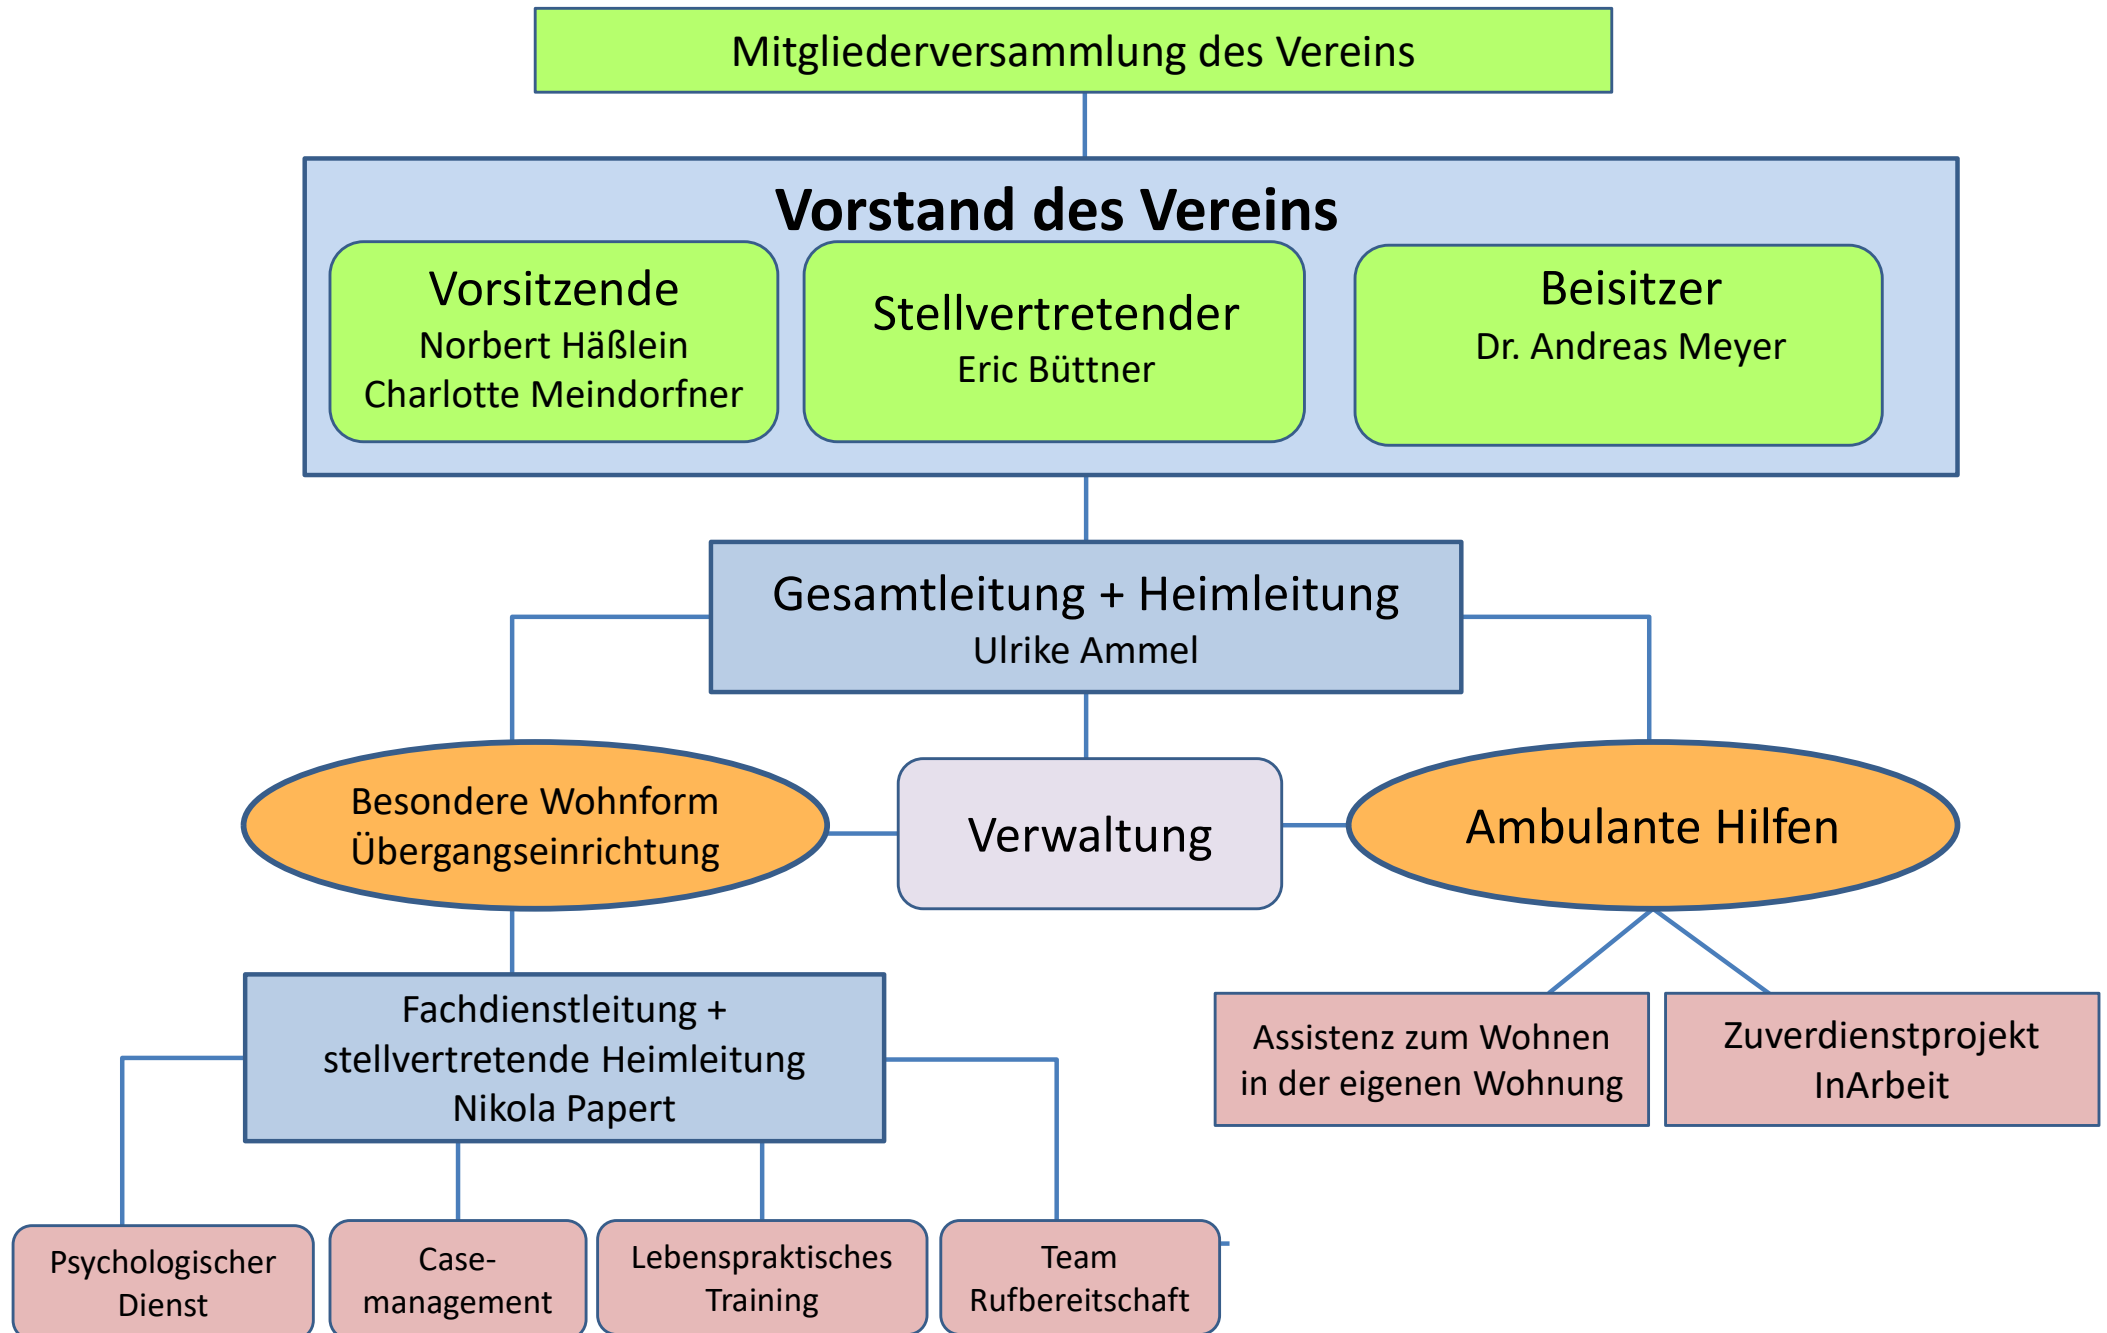 Mitgliederversammlung des Vereins
Vorstand des Vereins
Vorsitzende
Norbert Häßlein
Charlotte Meindorfner
Stellvertretender
Eric Büttner
Beisitzer
Dr. Andreas Meyer
Gesamtleitung + Heimleitung
Ulrike Ammel
Besondere Wohnform
Übergangseinrichtung
Verwaltung
Ambulante Hilfen
Fachdienstleitung +
stellvertretende Heimleitung
Nikola Papert
Assistenz zum Wohnen
in der eigenen Wohnung
Zuverdienstprojekt
InArbeit
Psychologischer
Dienst
Case-
management
Lebenspraktisches
Training
Team
Rufbereitschaft